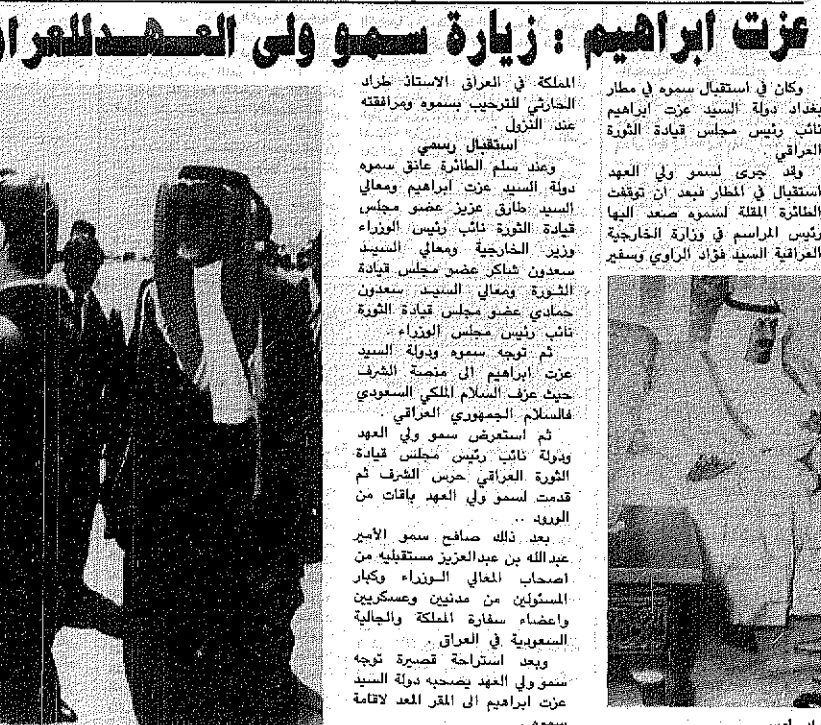 عزت ابراهيم : زيارة سمو ولى العهد للعراق
وكان في استقبال سموه في مطار
بغداد دولة السيد عزت ابراهيم
نائب رئيس مجلس قيادة الثورة
العراقي .
وقد جرى لسمو ولي العهد
استقبال في المطار فبعد ان توقفت
الطائرة المقلة لسموه صعد اليها
رئيس المراسم في وزارة الخارجية
العراقية السيد فؤاد الراوي وسفير
المملكة في العراق الاستاذ طراد
الحارثي للترحيب بسموه ومرافقته
عند النزول .
استقبال رسمي
وعند سلم الطائرة عانق سموه
دولة السيد عزت ابراهيم ومعالي
السيد طارق عزيز عضو مجلس
قيادة الثورة نائب رئيس الوزراء
وزير الخارجية ومعالي السيد
سعدون شاكر عضو مجلس قيادة
الثورة ومعالي السيد سعدون
حمادي عضو مجلس قيادة الثورة
نائب رئيس مجلس الوزراء .
ثم توجه سموه ودولة السيد
عزت ابراهيم الى منصة الشرف
حيث عزف السلام الملكي السعودي
فالسلام الجمهوري العراقي .
ثم استعرض سمو ولي العهد
ودولة نائب رئيس مجلس قيادة
الثورة العراقي حرس الشرف ثم
قدمت لسمو ولي العهد باقات من
الورود ..
بعد ذلك صافح سمو الأمير
عبدالله بن عبدالعزيز مستقبليه من
اصحاب المعالي الوزراء وكبار
المسئولين من مدنيين وعسكريين
واعضاء سفارة المملكة والجالية
السعودية في العراق .
وبعد استراحة قصيرة توجه
سمو ولي العهد يصحبه دولة السيد
عزت ابراهيم الى المقر المعد لاقامة
سموه .